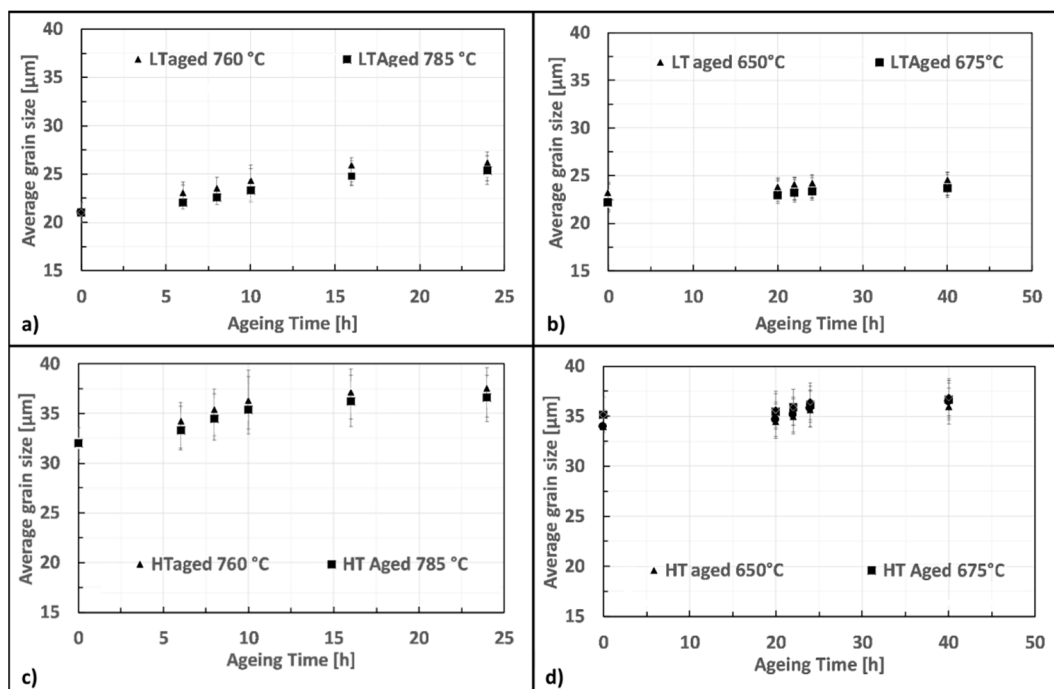 40
LTaged 760 °C LTAged 785 °C
35
30
25
20
15
0 5 10 15 20 25
Average grain size [µm]
Ageing Time [h]
a)
40
LT aged 650°C LTAged 675°C
35
30
25
20
15
0 10 20 30 40 50
Average grain size [µm]
Ageing Time [h]
b)
40
35
30
25
20
HTaged 760 °C HT Aged 785 °C
15
0 5 10 15 20 25
Average grain size [µm]
Ageing Time [h]
c)
40
35
30
25
20
HT aged 650°C HT Aged 675°C
15
0 10 20 30 40 50
Average grain size [µm]
Ageing Time [h]
d)